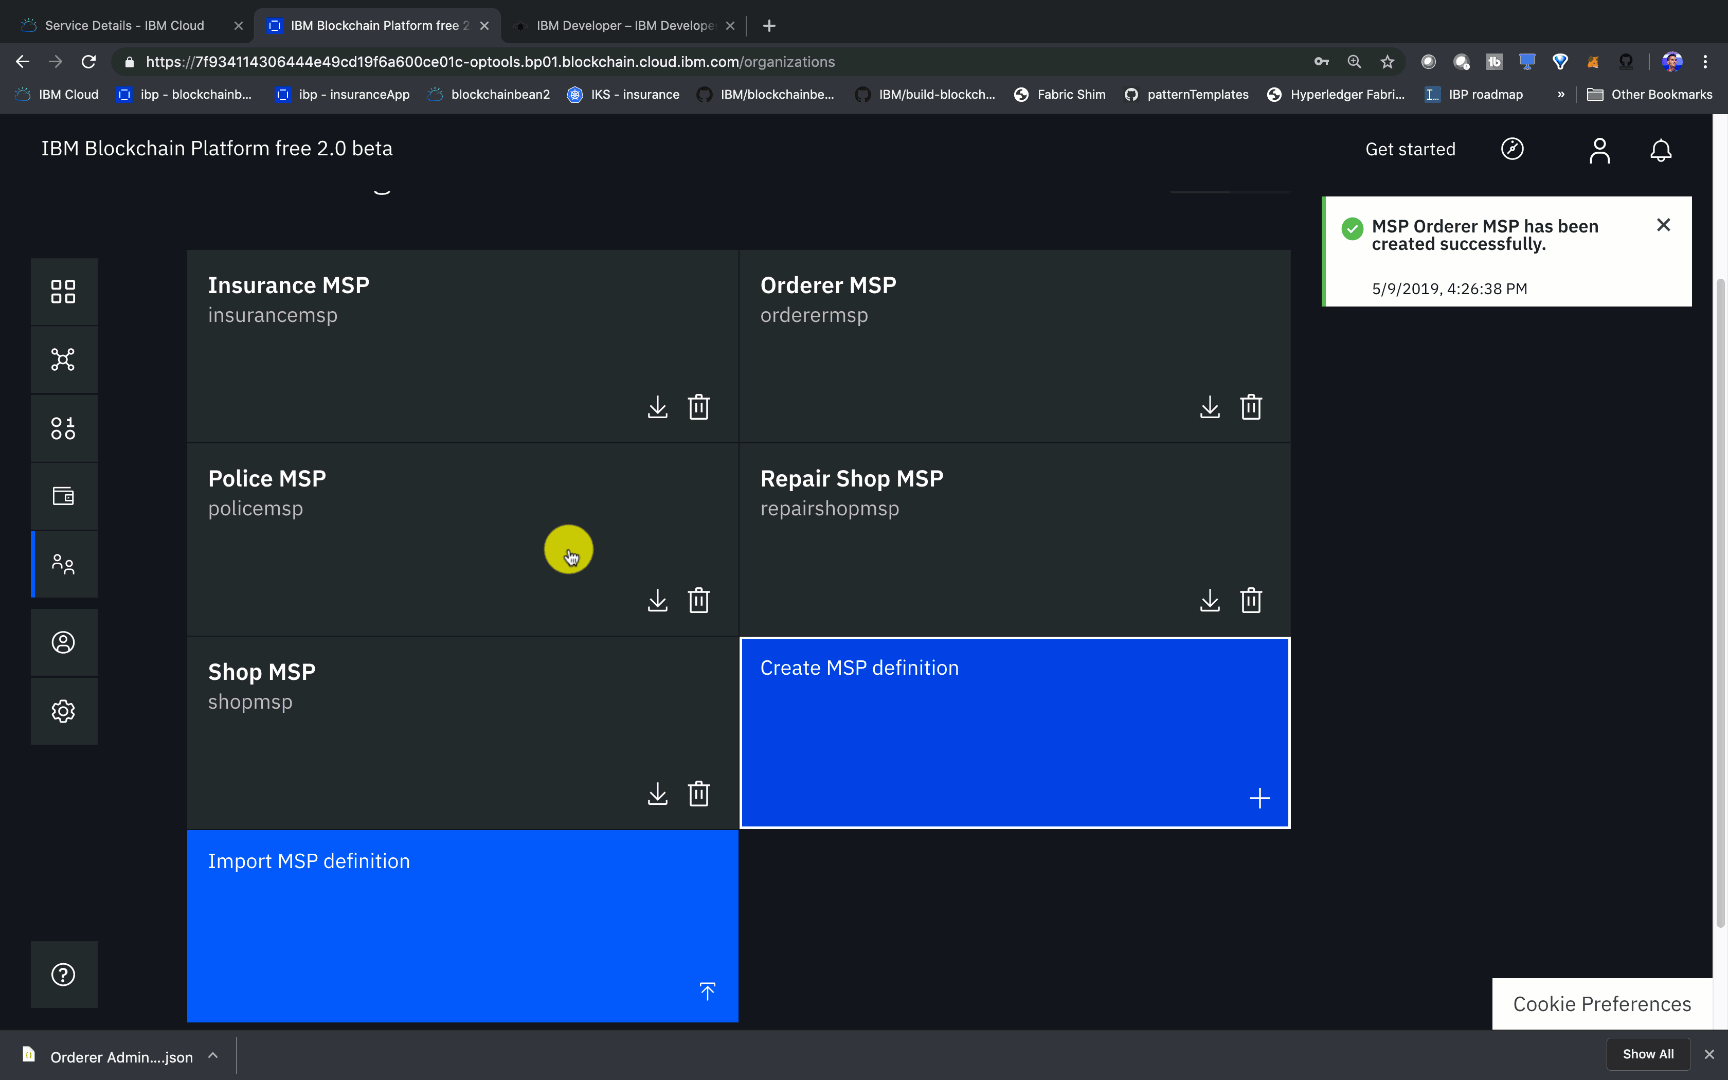 Service Details - IBM Cloud
IBM Blockchain Platform free 2
IBM Developer – IBM Develope
https://7f934114306444e49cd19f6a600ce01c-optools.bp01.blockchain.cloud.ibm.com/organizations
IBM Cloud
ibp - blockchainb...
ibp - insuranceApp
blockchainbean2
IKS - insurance
IBM/blockchainbe...
IBM/build-blockch...
Fabric Shim
patternTemplates
Hyperledger Fabri...
IBP roadmap
»
Other Bookmarks
IBM Blockchain Platform free 2.0 beta
Get started
MSP Orderer MSP has been
created successfully.
5/9/2019, 4:26:38 PM
Insurance MSP
insurancemsp
Orderer MSP
orderermsp
Police MSP
policemsp
Repair Shop MSP
repairshopmsp
Shop MSP
shopmsp
Create MSP definition
Import MSP definition
Cookie Preferences
Orderer Admin....json
Show All